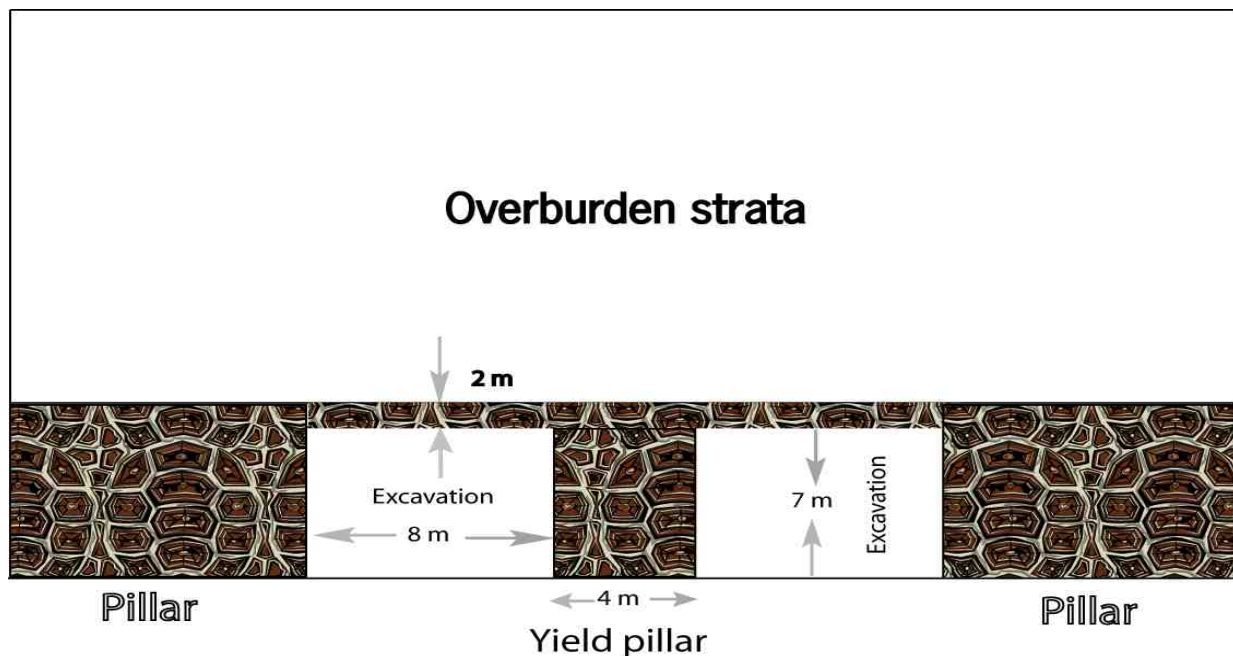 Overburden strata
2 m
Excavation
8 m
7 m
Excavation
4 m
Pillar
Pillar
Yield pillar